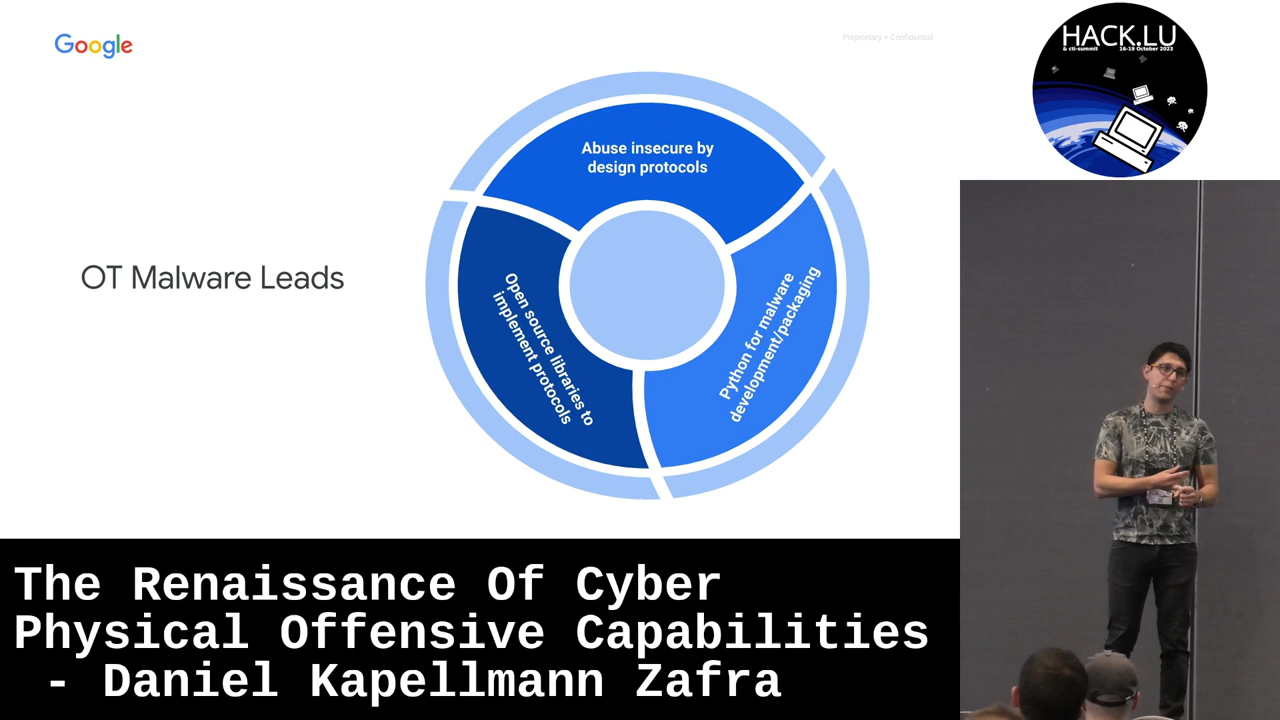 Google
Proprietary + Confidential
HACK.LU
& cti-summit 16-19 October 2023
Abuse insecure by
design protocols
OT Malware Leads
Open source libraries to
implement protocols
Python for malware
development/packaging
The Renaissance Of Cyber
Physical Offensive Capabilities
- Daniel Kapellmann Zafra